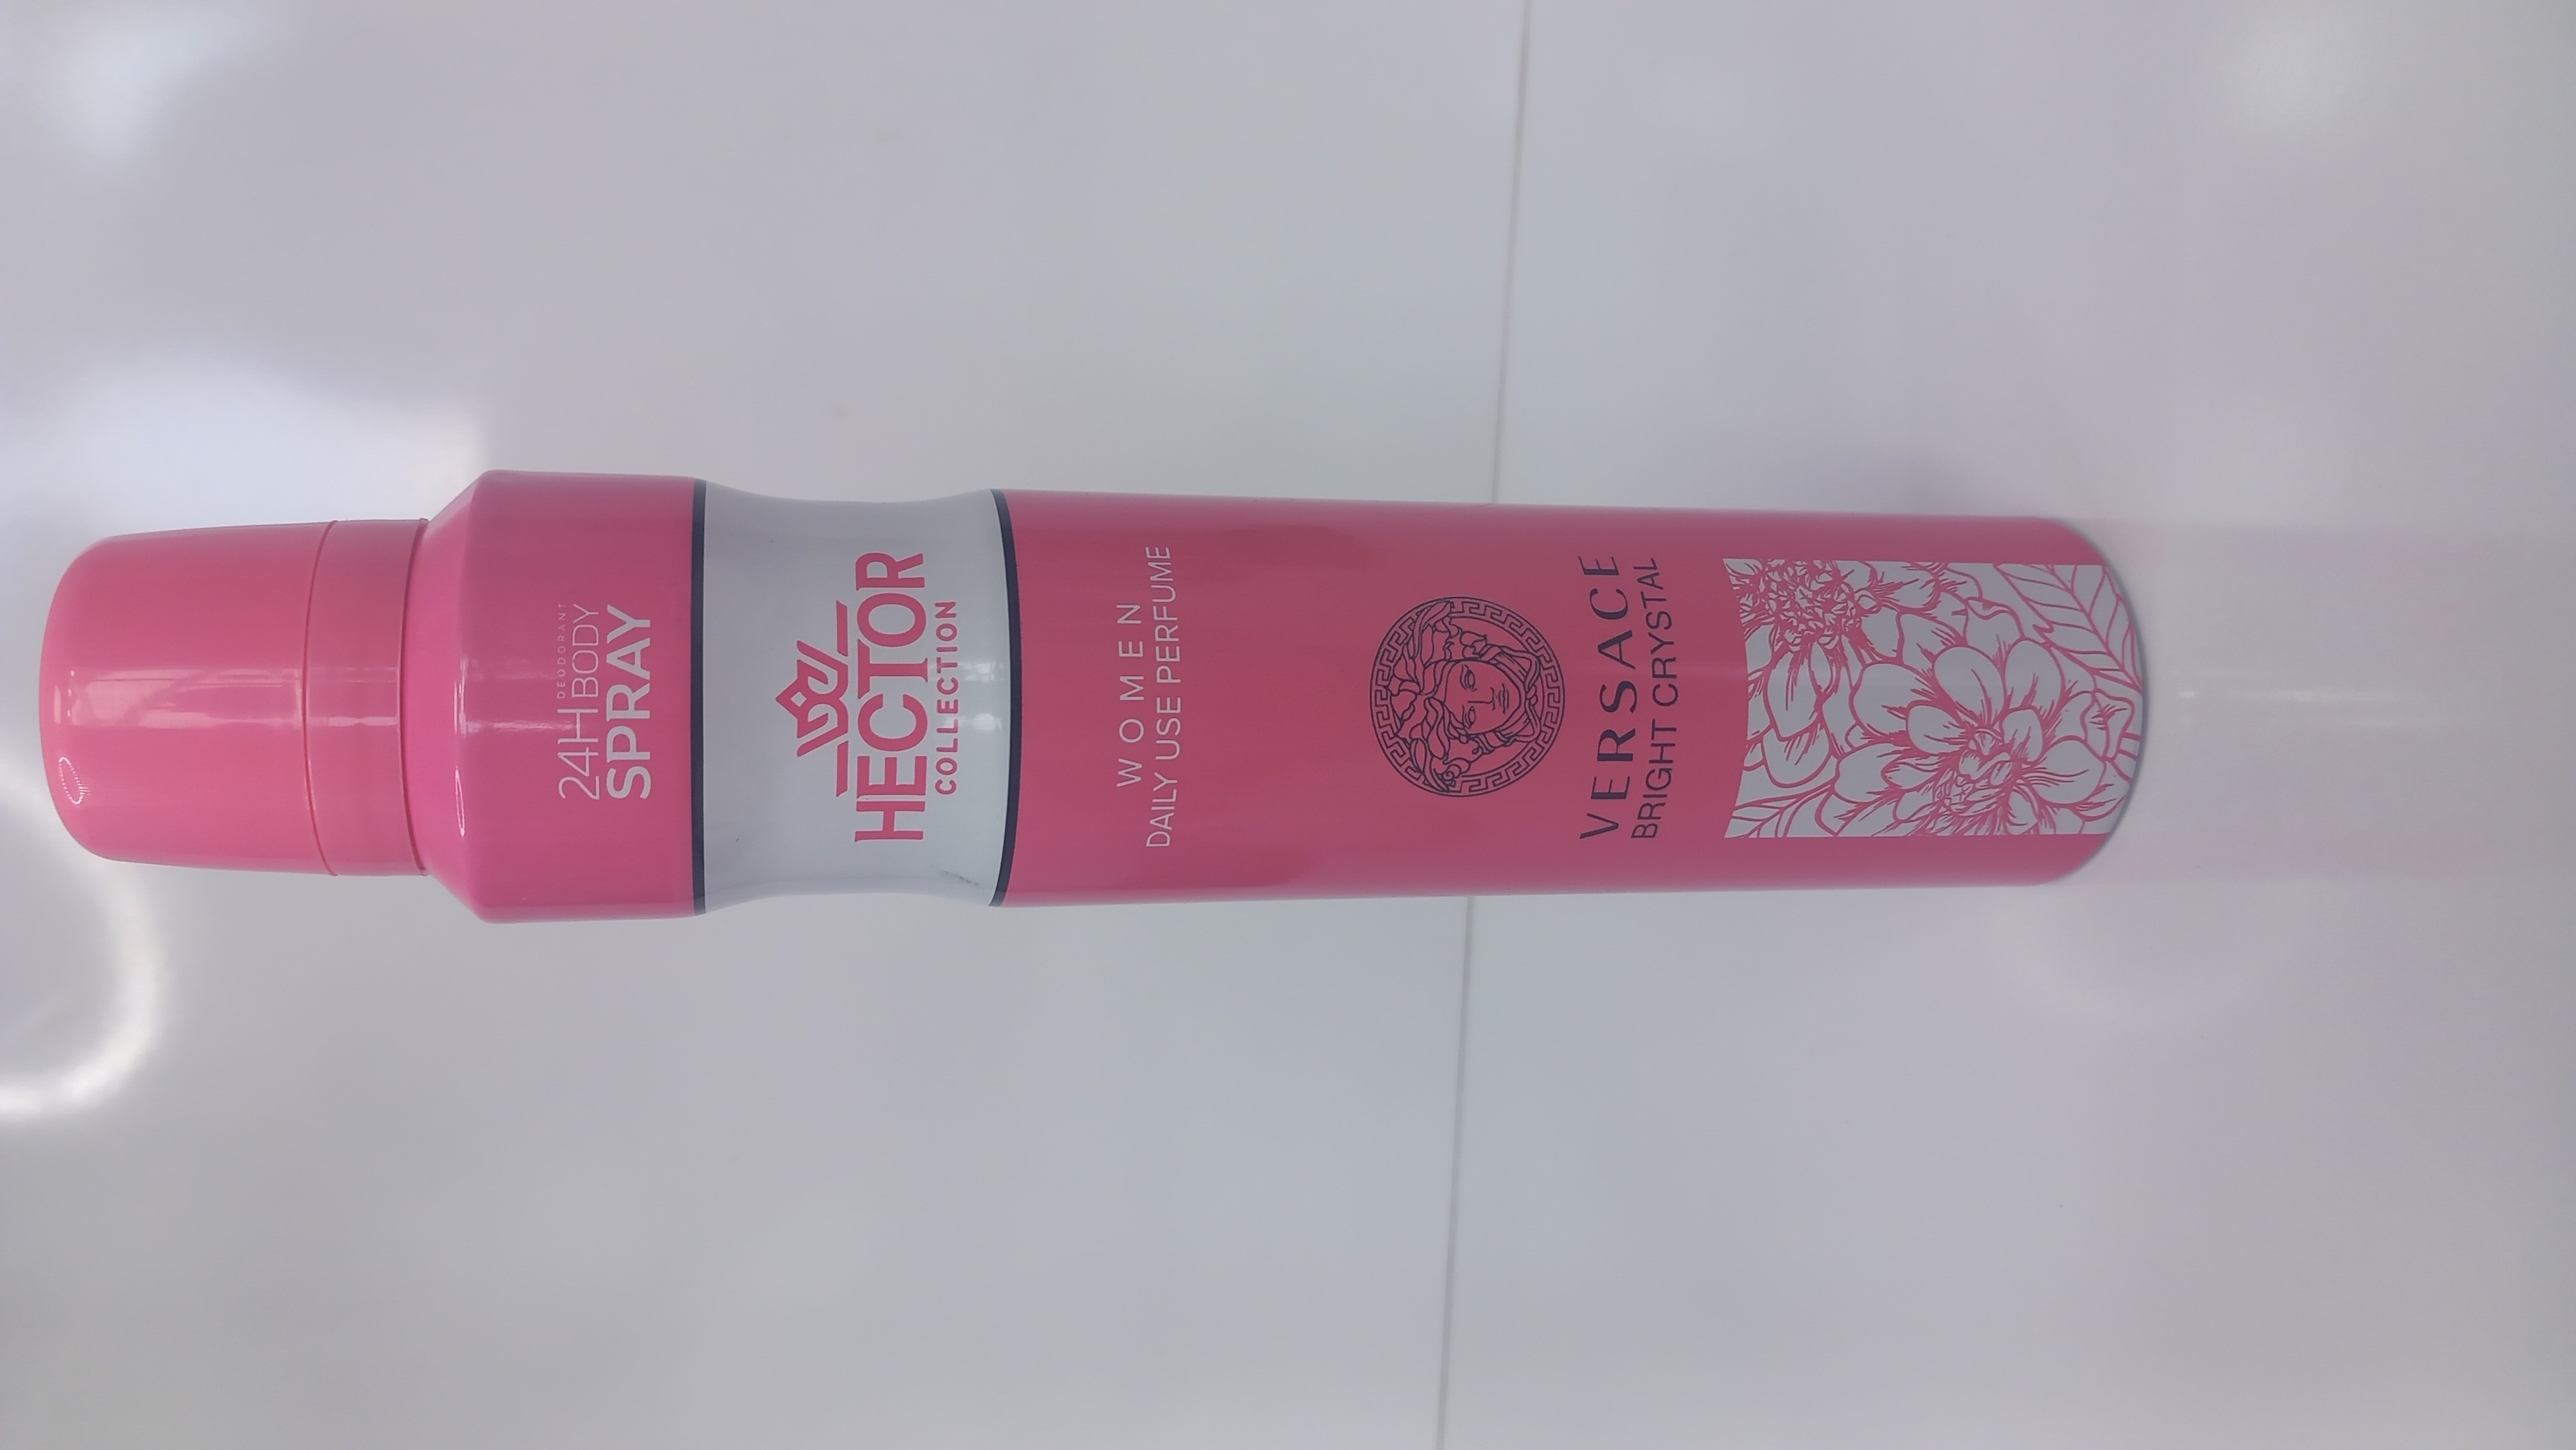 DEODORANT
24H BODY
SPRAY
HECTOR
COLLECTION
WOMEN
DAILY USE PERFUME
VERSACE
BRIGHT CRYSTAL